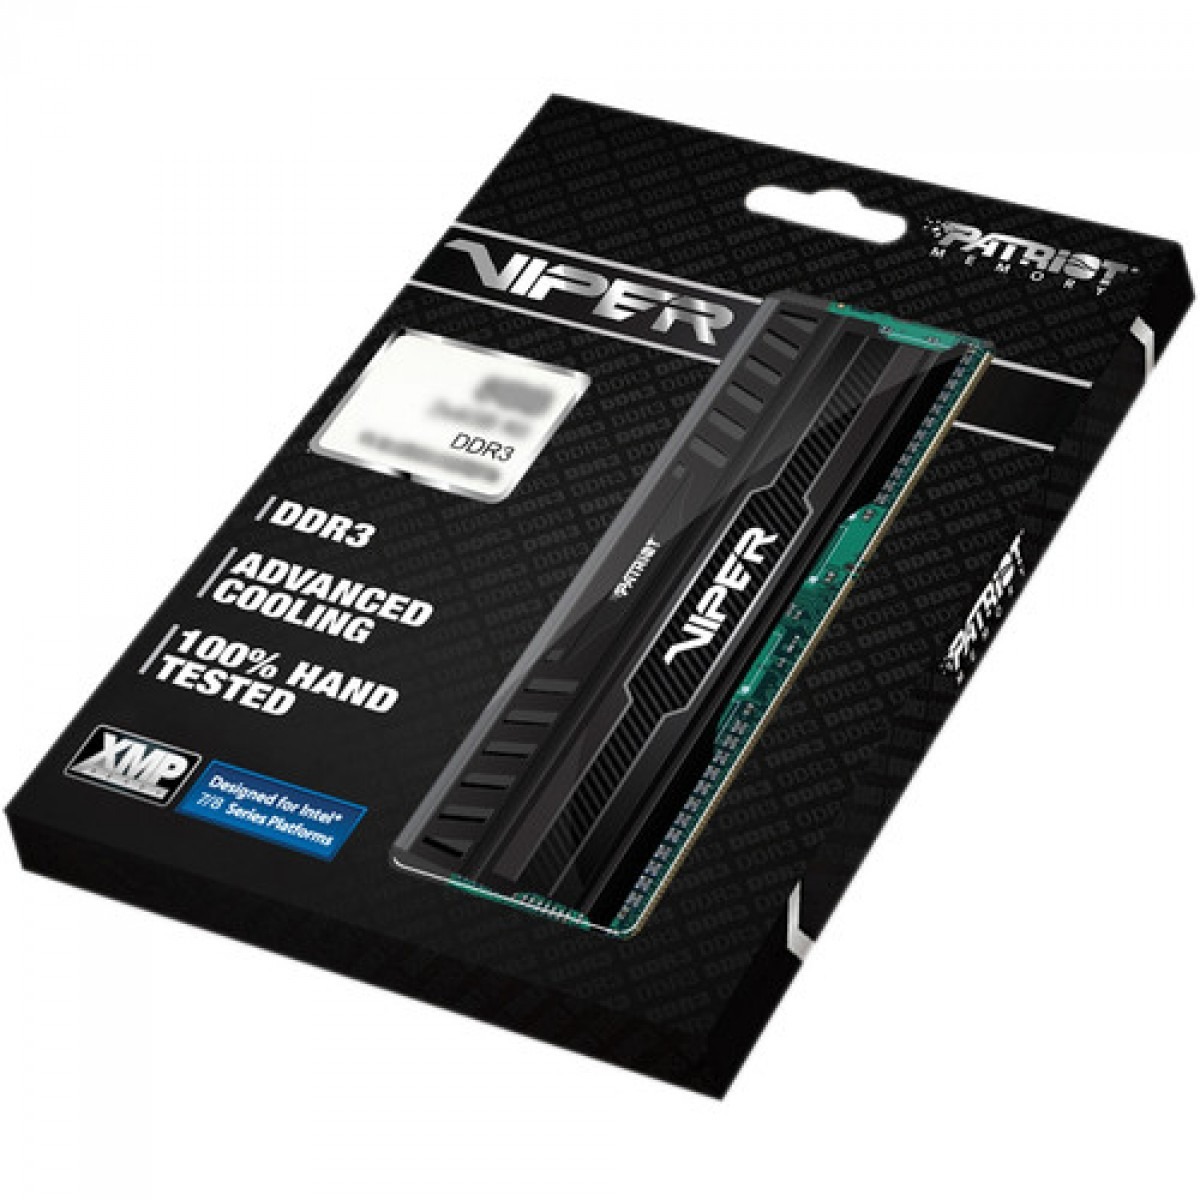 PATRIOT
MEMORY
VIPER
DDR3
DDR3
ADVANCED
COOLING
100% HAND
TESTED
XMP
Designed for Intel®
7/8 Series Platforms
PATRIOT
VIPER
PATRIOT